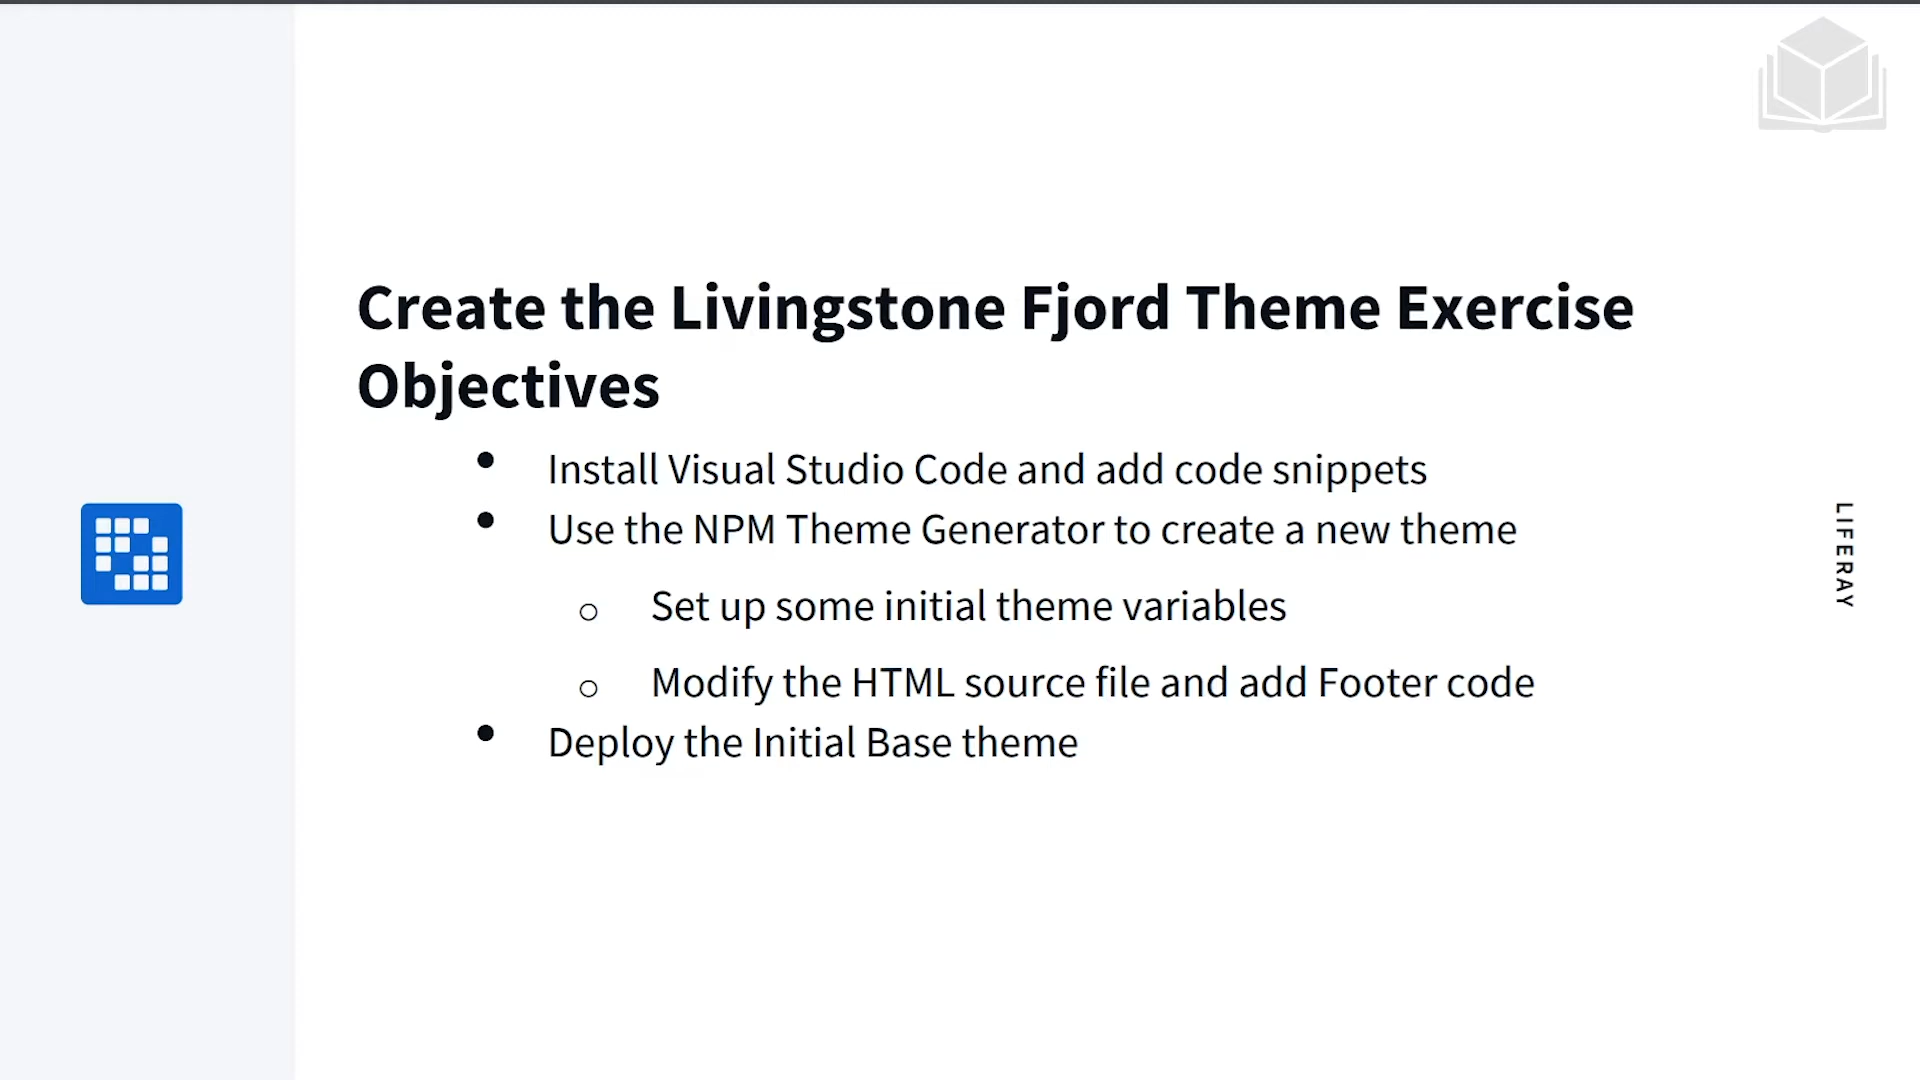 Create the Livingstone Fjord Theme Exercise
Objectives
• Install Visual Studio Code and add code snippets
• Use the NPM Theme Generator to create a new theme
o Set up some initial theme variables
o Modify the HTML source file and add Footer code
• Deploy the Initial Base theme
LIFERAY